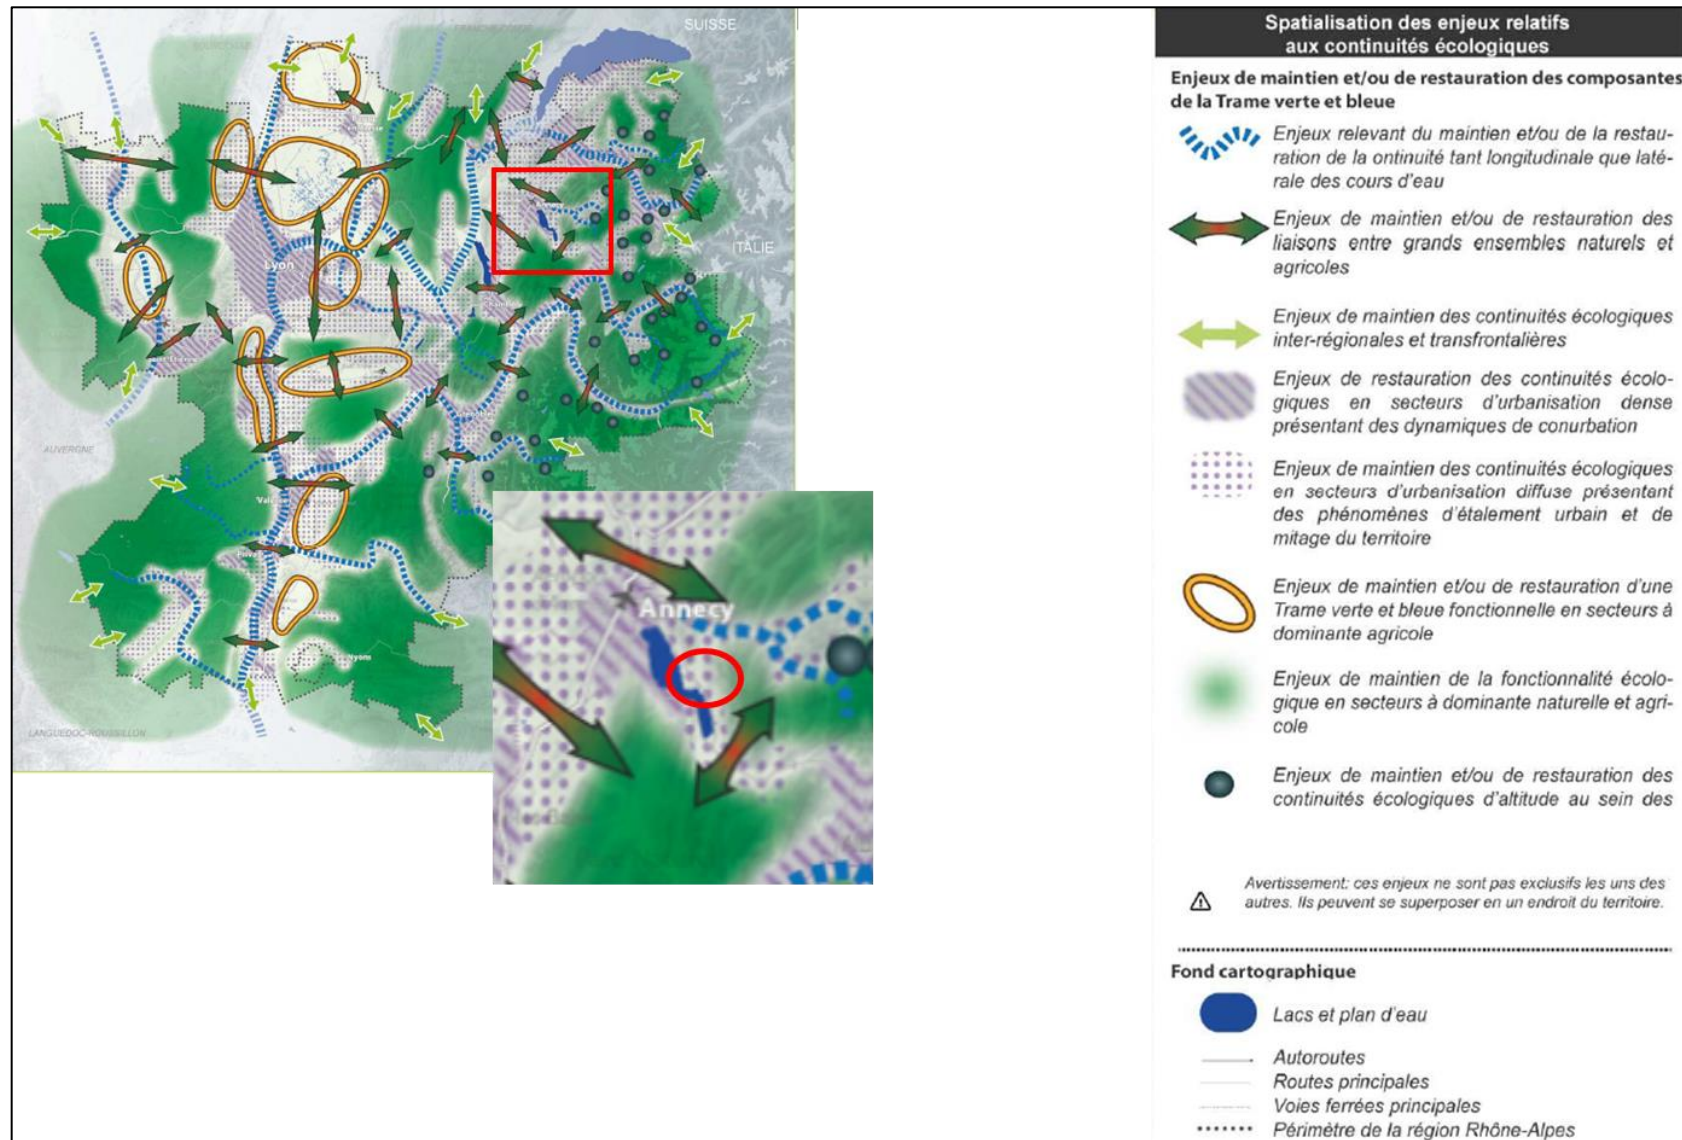 SUISSE
ITALIE
Lyon
AUVERGNE
Valence
Nyons
LANGUEDOC-ROUSSILLON
Annecy
Spatialisation des enjeux relatifs
aux continuités écologiques
Enjeux de maintien et/ou de restauration des composantes
de la Trame verte et bleue
Enjeux relevant du maintien et/ou de la restau-
ration de la ontinuité tant longitudinale que laté-
rale des cours d'eau
Enjeux de maintien et/ou de restauration des
liaisons entre grands ensembles naturels et
agricoles
Enjeux de maintien des continuités écologiques
inter-régionales et transfrontalières
Enjeux de restauration des continuités écolo-
giques en secteurs d'urbanisation dense
présentant des dynamiques de conurbation
Enjeux de maintien des continuités écologiques
en secteurs d'urbanisation diffuse présentant
des phénomènes d'étalement urbain et de
mitage du territoire
Enjeux de maintien et/ou de restauration d'une
Trame verte et bleue fonctionnelle en secteurs à
dominante agricole
Enjeux de maintien de la fonctionnalité écolo-
gique en secteurs à dominante naturelle et agri-
cole
Enjeux de maintien et/ou de restauration des
continuités écologiques d'altitude au sein des
Avertissement: ces enjeux ne sont pas exclusifs les uns des
autres. Ils peuvent se superposer en un endroit du territoire.
Fond cartographique
Lacs et plan d'eau
Autoroutes
Routes principales
Voies ferrées principales
Périmètre de la région Rhône-Alpes